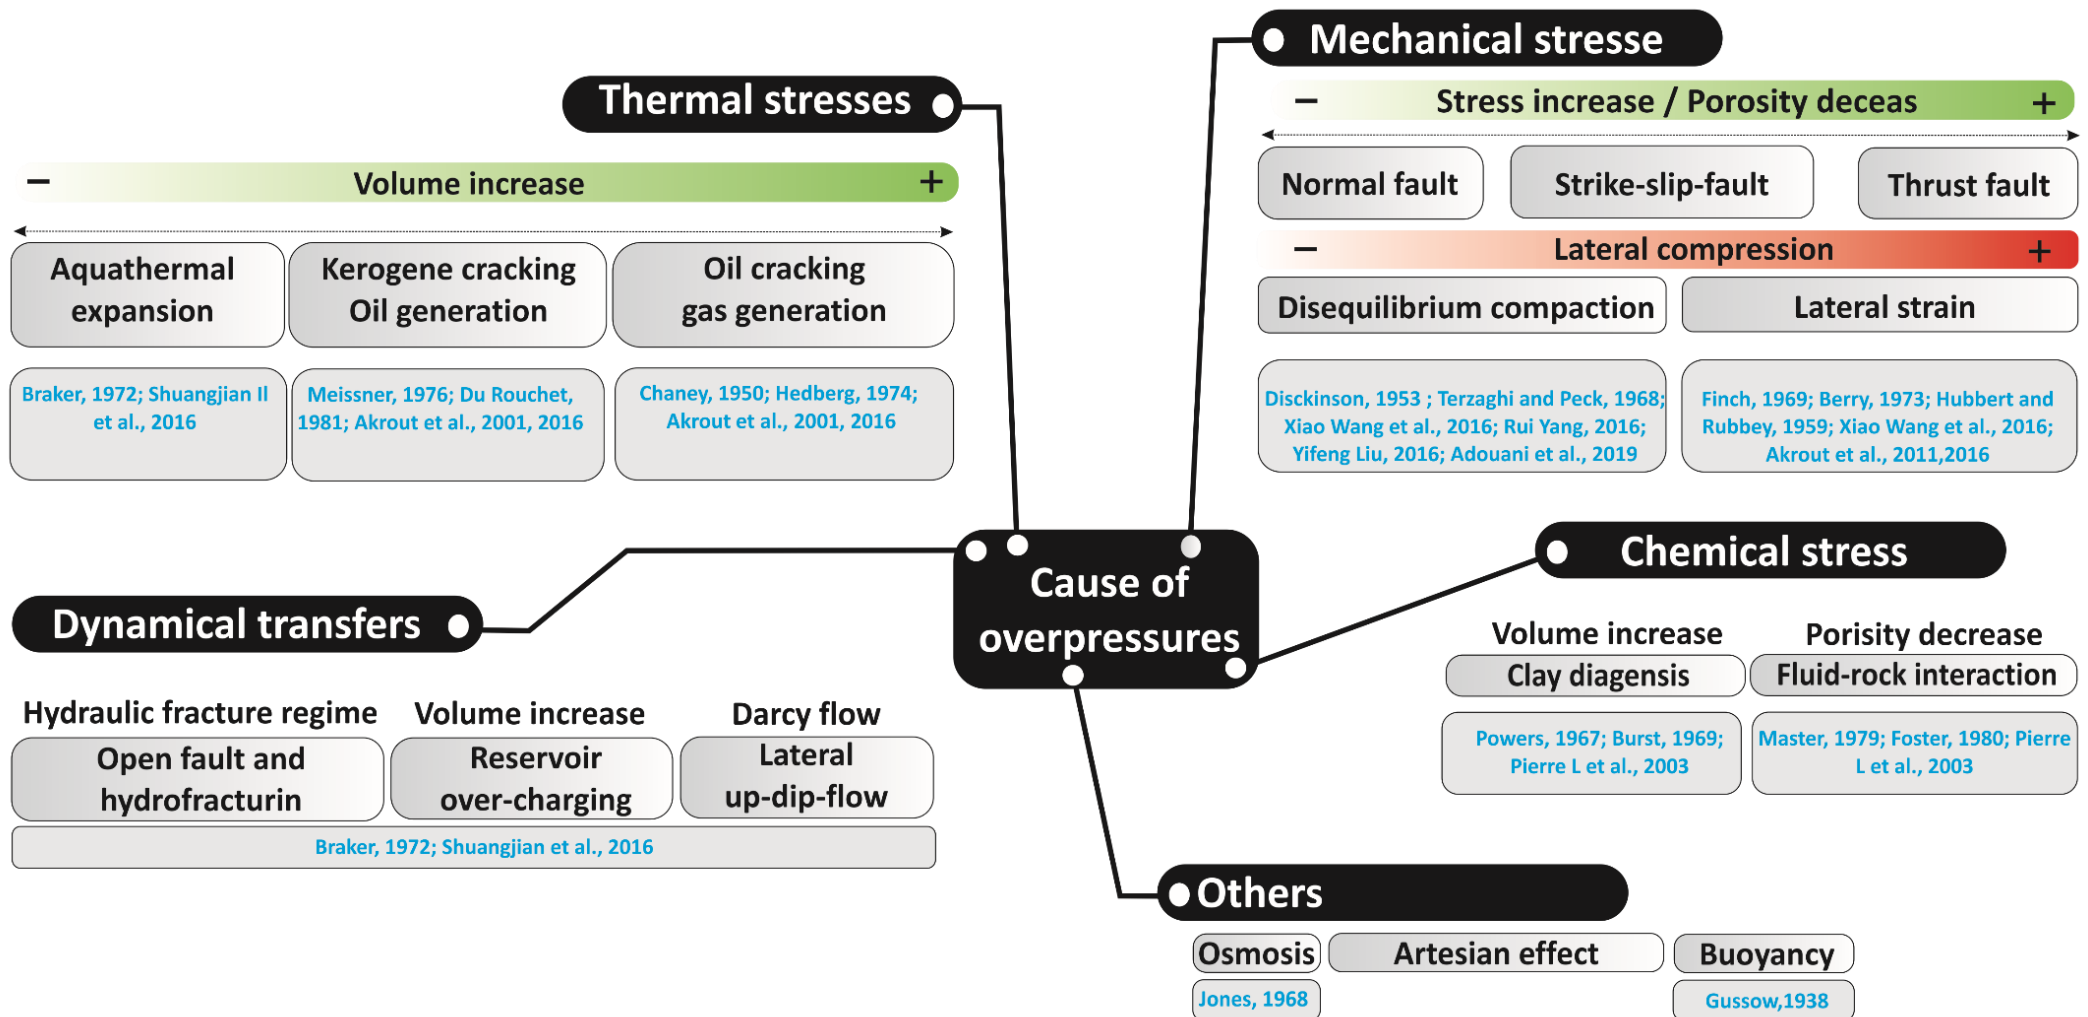 Thermal stresses
− Volume increase +
Aquathermal
expansion
Kerogene cracking
Oil generation
Oil cracking
gas generation
Braker, 1972; Shuangjian Il
et al., 2016
Meissner, 1976; Du Rouchet,
1981; Akrout et al., 2001, 2016
Chaney, 1950; Hedberg, 1974;
Akrout et al., 2001, 2016
Mechanical stresse
− Stress increase / Porosity deceas +
Normal fault
Strike-slip-fault
Thrust fault
− Lateral compression +
Disequilibrium compaction
Lateral strain
Disckinson, 1953 ; Terzaghi and Peck, 1968;
Xiao Wang et al., 2016; Rui Yang, 2016;
Yifeng Liu, 2016; Adouani et al., 2019
Finch, 1969; Berry, 1973; Hubbert and
Rubbey, 1959; Xiao Wang et al., 2016;
Akrout et al., 2011,2016
Cause of
overpressures
Dynamical transfers
Hydraulic fracture regime
Open fault and
hydrofracturin
Volume increase
Reservoir
over-charging
Darcy flow
Lateral
up-dip-flow
Braker, 1972; Shuangjian et al., 2016
Chemical stress
Volume increase
Clay diagensis
Powers, 1967; Burst, 1969;
Pierre L et al., 2003
Porisity decrease
Fluid-rock interaction
Master, 1979; Foster, 1980; Pierre
L et al., 2003
Others
Osmosis
Artesian effect
Buoyancy
Jones, 1968
Gussow,1938